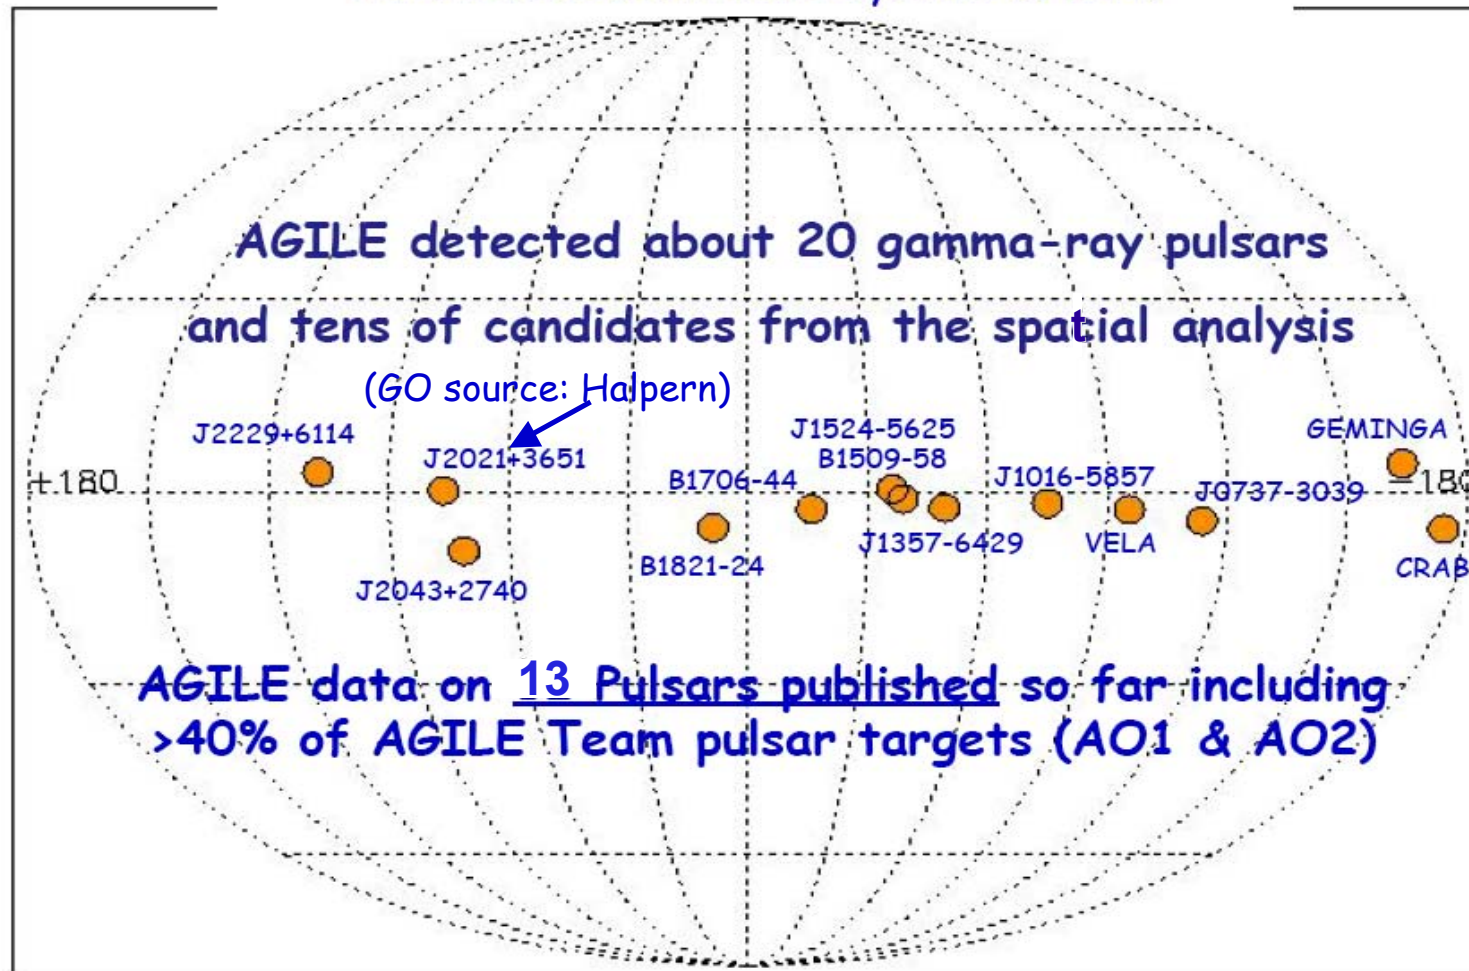 AGILE detected about 20 gamma-ray pulsars
and tens of candidates from the spatial analysis
(GO source: Halpern)
J2229+6114
J2021+3651
J2043+2740
B1821-24
B1706-44
J1524-5625
B1509-58
J1357-6429
J1016-5857
VELA
J0737-3039
GEMINGA
CRAB
+180
-180
AGILE data on 13 Pulsars published so far including
>40% of AGILE Team pulsar targets (AO1 & AO2)